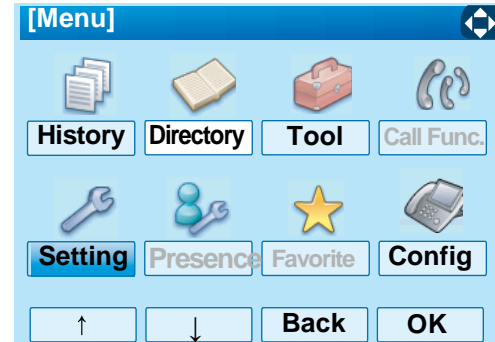 [Menu]
History Directory Tool Call Func.
Setting Presence Favorite Config
↑ ↓ Back OK